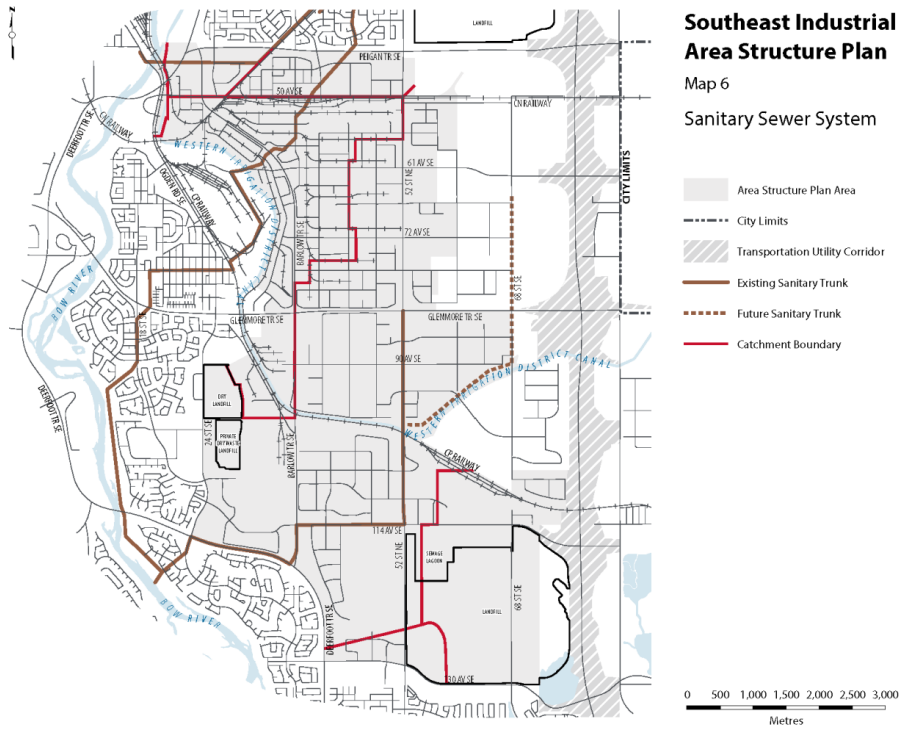 N
LANDFILL
PEIGAN TR SE
50 AV SE
CN RAILWAY
DEERFOOT TR SE
CN RAILWAY
WESTERN IRRIGATION DISTRICT CANAL
OGDEN RD SE
CP RAILWAY
61 AV SE
52 ST NE
CITY LIMITS
72 AV SE
BARLOW TR SE
BOW RIVER
68 ST SE
18 ST SE
GLENMORE TR SE
GLENMORE TR SE
90 AV SE
WESTERN IRRIGATION DISTRICT CANAL
DEERFOOT TR SE
DRY
LANDFILL
24 ST SE
PRIVATE
DRY WASTE
LANDFILL
BARLOW TR SE
CP RAILWAY
114 AV SE
52 ST NE
SEWAGE
LAGOON
LANDFILL
68 ST SE
BOW RIVER
DEERFOOT TR SE
130 AV SE
Southeast Industrial
Area Structure Plan
Map 6
Sanitary Sewer System
Area Structure Plan Area
City Limits
Transportation Utility Corridor
Existing Sanitary Trunk
Future Sanitary Trunk
Catchment Boundary
0 500 1,000 1,500 2,000 2,500 3,000
Metres